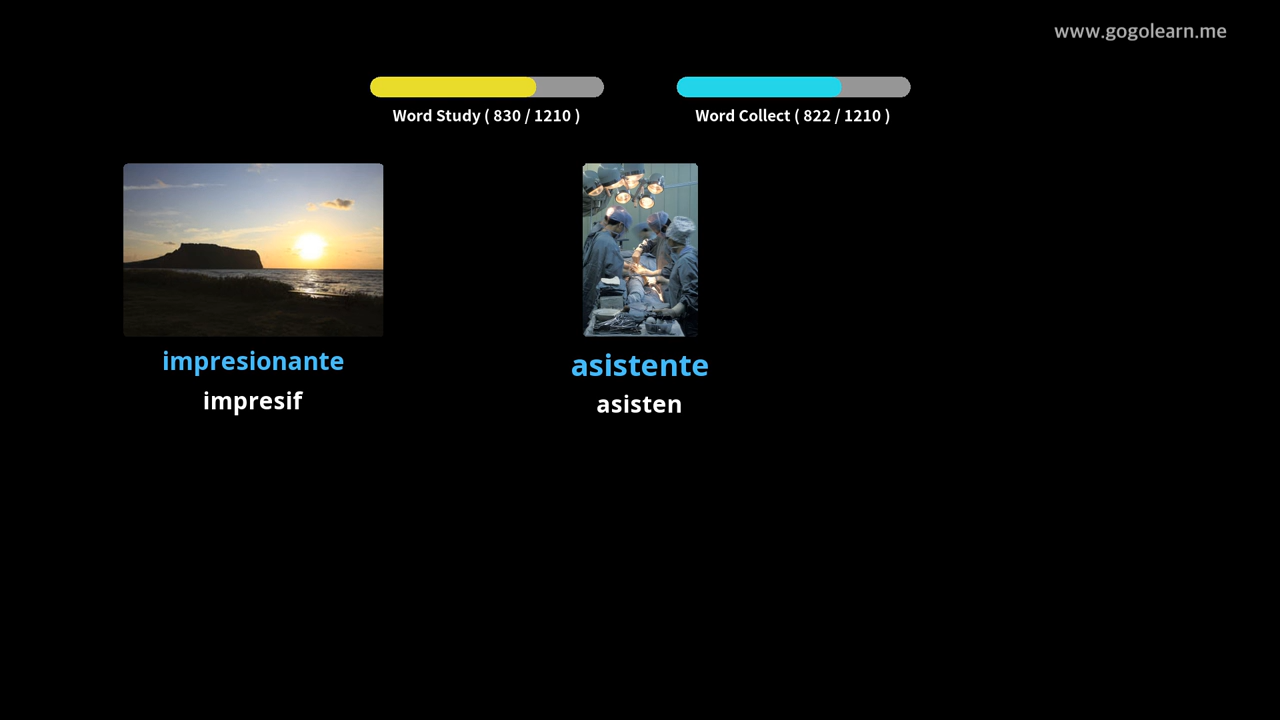 www.gogolearn.me
Word Study ( 830 / 1210 )
Word Collect ( 822 / 1210 )
impresionante
impresif
asistente
asisten